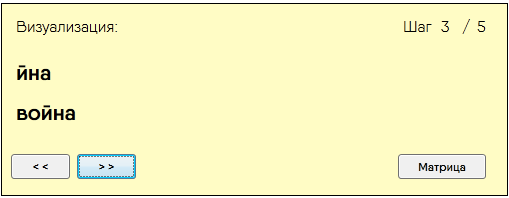 Визуализация: Шаг 3 / 5
йна
война
< < > > Матрица